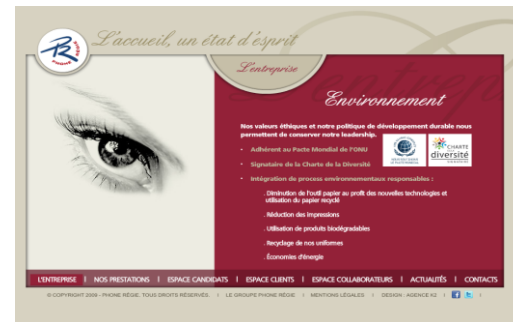 PR
PHONE RÉGIE
L'accueil, un état d'esprit
L'entreprise
Environnement
Nos valeurs éthiques et notre politique de développement durable nous
permettent de conserver notre leadership.
• Adhérent au Pacte Mondial de l'ONU
• Signataire de la Charte de la Diversité
• Intégration de process environnementaux responsables :
CHARTE
diversité
. Diminution de l'outil papier au profit des nouvelles technologies et
utilisation du papier recyclé
. Réduction des impressions
. Utilisation de produits biodégradables
. Recyclage de nos uniformes
. Économies d'énergie
L'ENTREPRISE | NOS PRESTATIONS | ESPACE CANDIDATS | ESPACE CLIENTS | ESPACE COLLABORATEURS | ACTUALITÉS | CONTACTS
© COPYRIGHT 2009 - PHONE RÉGIE. TOUS DROITS RÉSERVÉS. | LE GROUPE PHONE RÉGIE | MENTIONS LÉGALES | DESIGN : AGENCE K2 | |